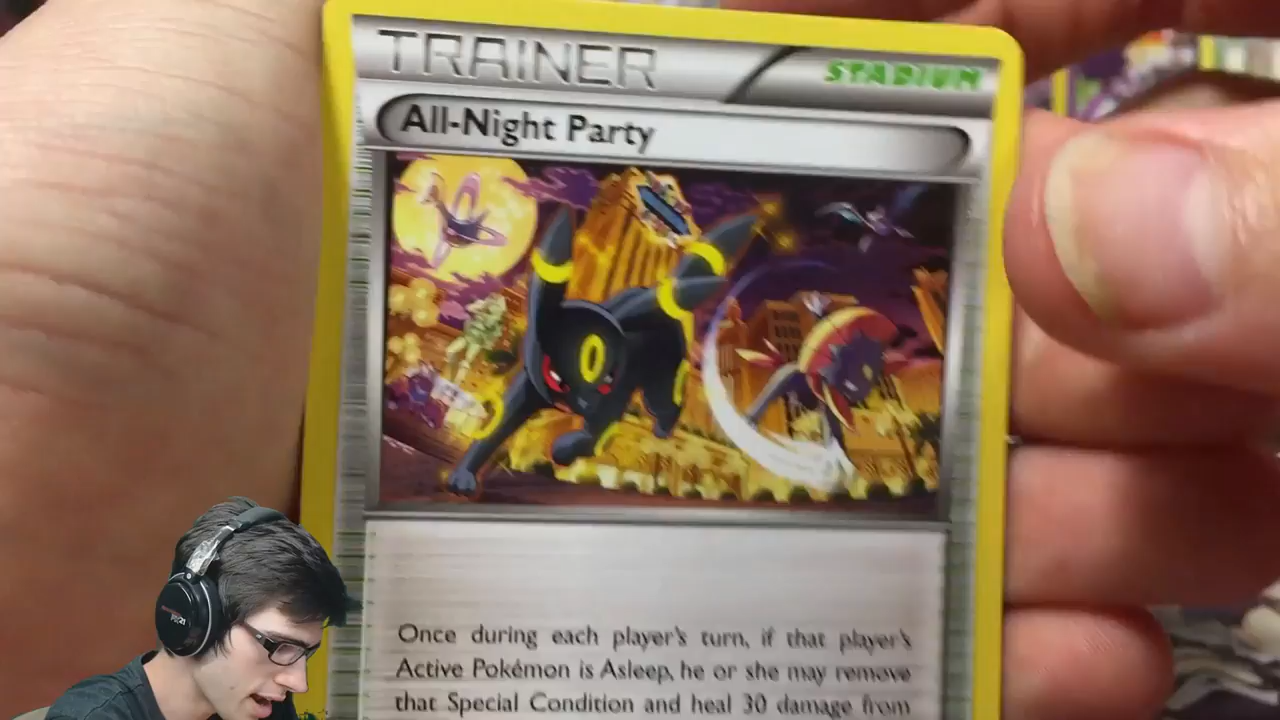 TRAINER
STADIUM
All-Night Party
Once during each player's turn, if that player's
Active Pokémon is Asleep, he or she may remove
that Special Condition and heal 30 damage from